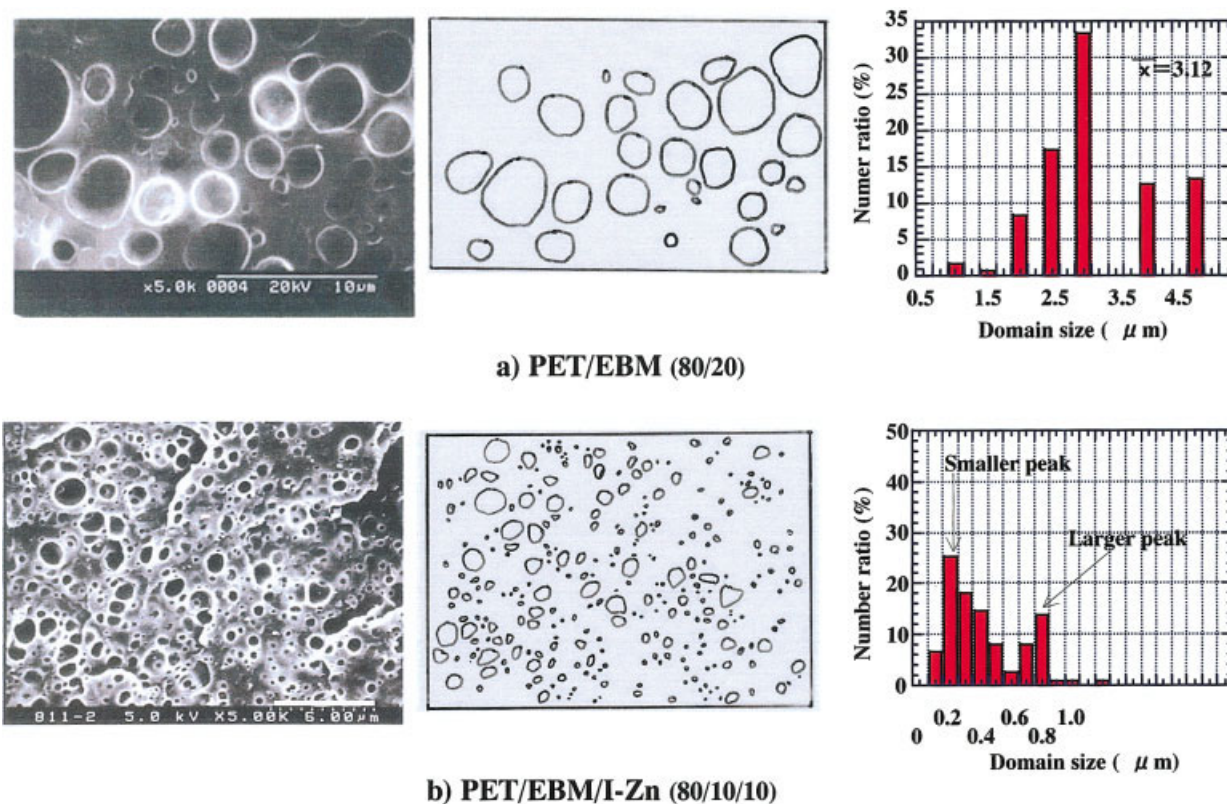 x5.0k 0004 20kV 10μm
35
30
25
20
15
10
5
0
Numer ratio (%)
x=3.12
0.5 1.5 2.5 3.5 4.5
Domain size ( μ m)
a) PET/EBM (80/20)
811-2 5.0 kV X5.00K 6.00μm
50
40
30
20
10
0
Number ratio (%)
Smaller peak
Larger peak
0.2 0.6 1.0
0 0.4 0.8
Domain size ( μ m)
b) PET/EBM/I-Zn (80/10/10)